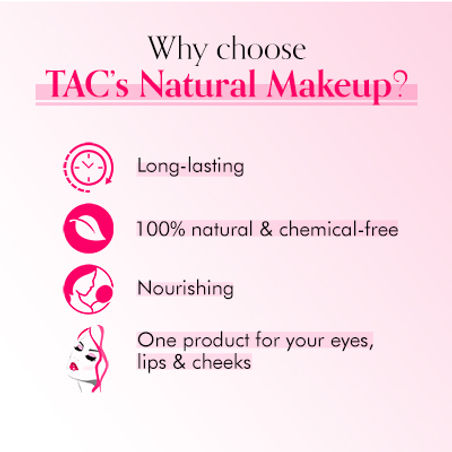 Why choose
TAC's Natural Makeup?
Long-lasting
100% natural & chemical-free
Nourishing
One product for your eyes,
lips & cheeks